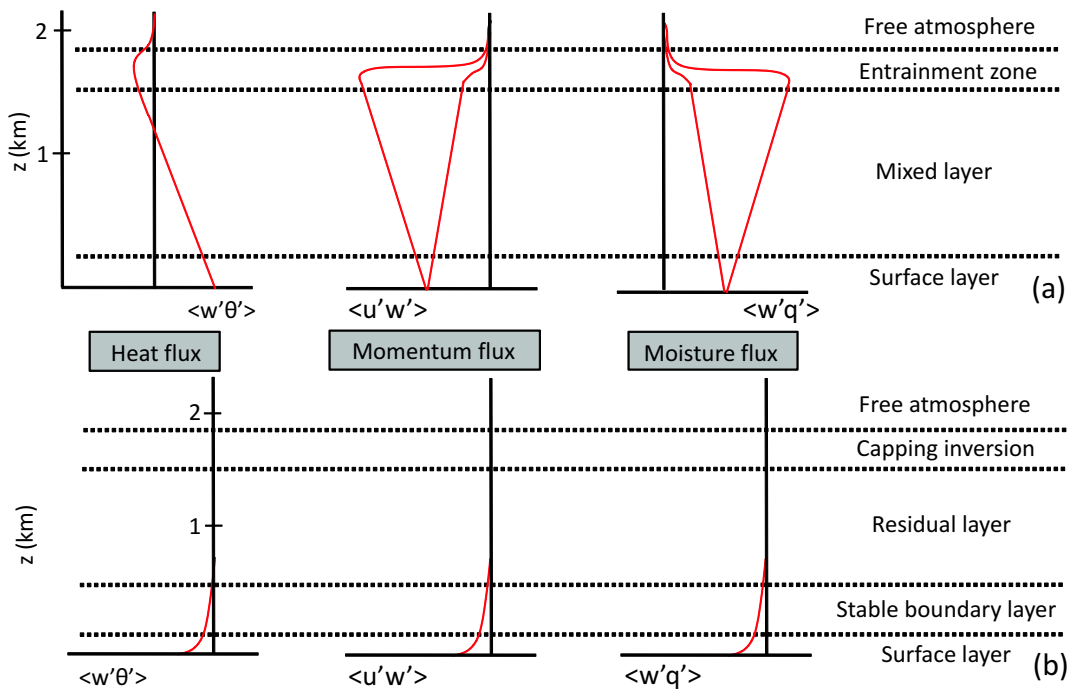 2
Free atmosphere
Entrainment zone
z (km)
1
Mixed layer
Surface layer
(a)
<w'θ'>
<u'w'>
<w'q'>
Heat flux
Momentum flux
Moisture flux
2
Free atmosphere
Capping inversion
z (km)
1
Residual layer
Stable boundary layer
Surface layer
(b)
<w'θ'>
<u'w'>
<w'q'>